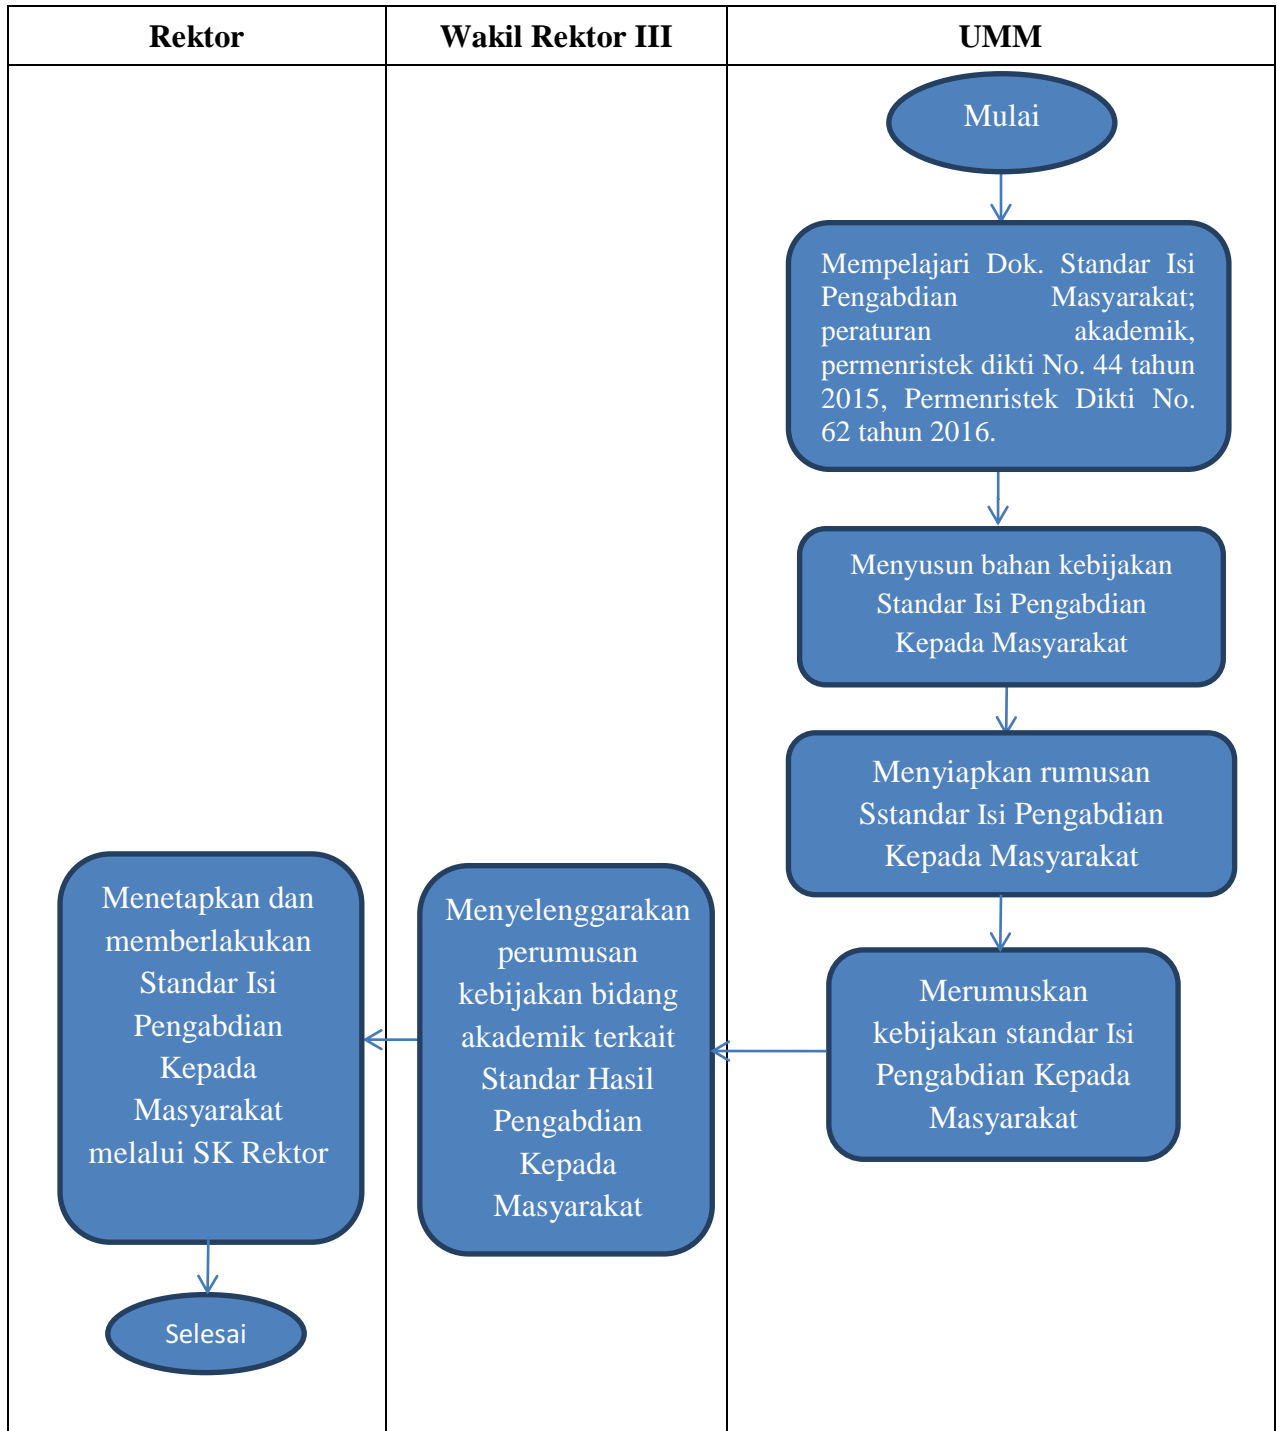 Rektor
Wakil Rektor III
UMM
Mulai
Mempelajari Dok. Standar Isi
Pengabdian Masyarakat;
peraturan akademik,
permenristek dikti No. 44 tahun
2015, Permenristek Dikti No.
62 tahun 2016.
Menyusun bahan kebijakan
Standar Isi Pengabdian
Kepada Masyarakat
Menyiapkan rumusan
Sstandar Isi Pengabdian
Kepada Masyarakat
Merumuskan
kebijakan standar Isi
Pengabdian Kepada
Masyarakat
Menyelenggarakan
perumusan
kebijakan bidang
akademik terkait
Standar Hasil
Pengabdian
Kepada
Masyarakat
Menetapkan dan
memberlakukan
Standar Isi
Pengabdian
Kepada
Masyarakat
melalui SK Rektor
Selesai